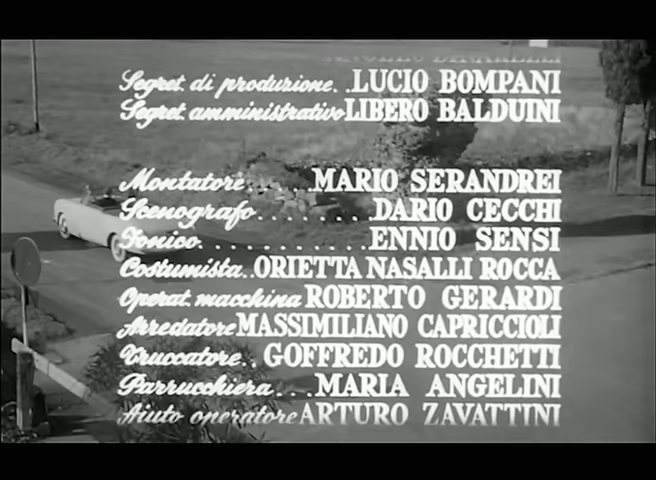 Segret. di produzione. . LUCIO BOMPANI
Segret. amministrativo LIBERO BALDUINI
Montatore. . . . . MARIO SERANDREI
Scenografo . . . . . . . . DARIO CECCHI
Fonico. . . . . . . . . . . . ENNIO SENSI
Costumista. . ORIETTA NASALLI ROCCA
Operat. macchina ROBERTO GERARDI
Arredatore MASSIMILIANO CAPRICCIOLI
Truccatore. . GOFFREDO ROCCHETTI
Parrucchiera . . . MARIA ANGELINI
Aiuto operatore ARTURO ZAVATTINI